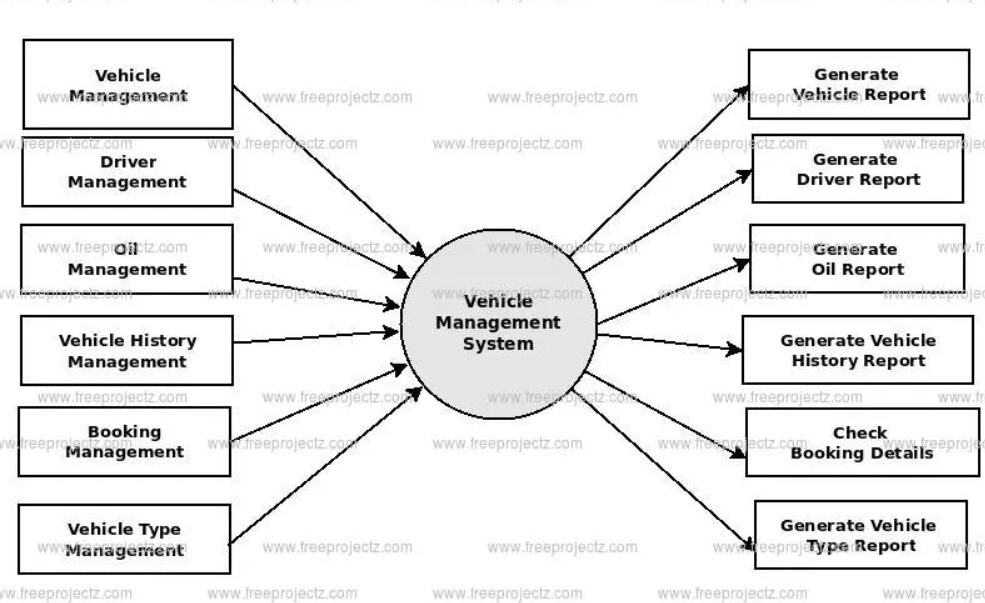 Vehicle
Management
Driver
Management
Oil
Management
Vehicle History
Management
Booking
Management
Vehicle Type
Management
Vehicle
Management
System
Generate
Vehicle Report
Generate
Driver Report
Generate
Oil Report
Generate Vehicle
History Report
Check
Booking Details
Generate Vehicle
Type Report
www.freeprojectz.com